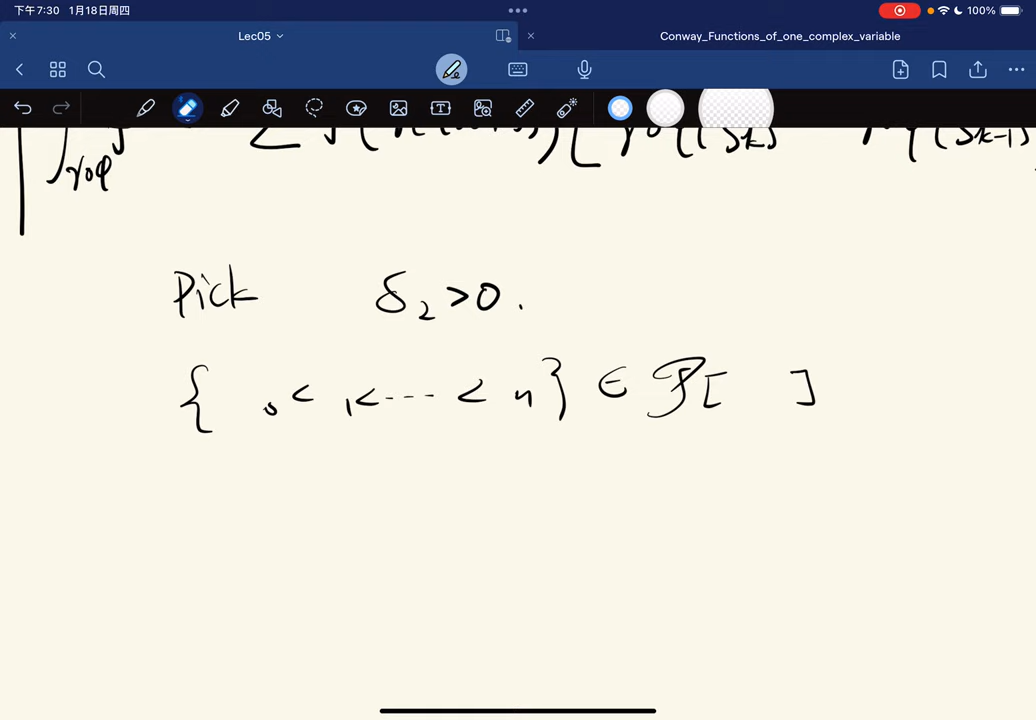 下午7:30 1月18日周四 100%
Lec05 Conway_Functions_of_one_complex_variable
γ∘φ
Pick δ₂>0.
{ ₀< ₁<--- < ₙ} ∈ 𝒫[ ]